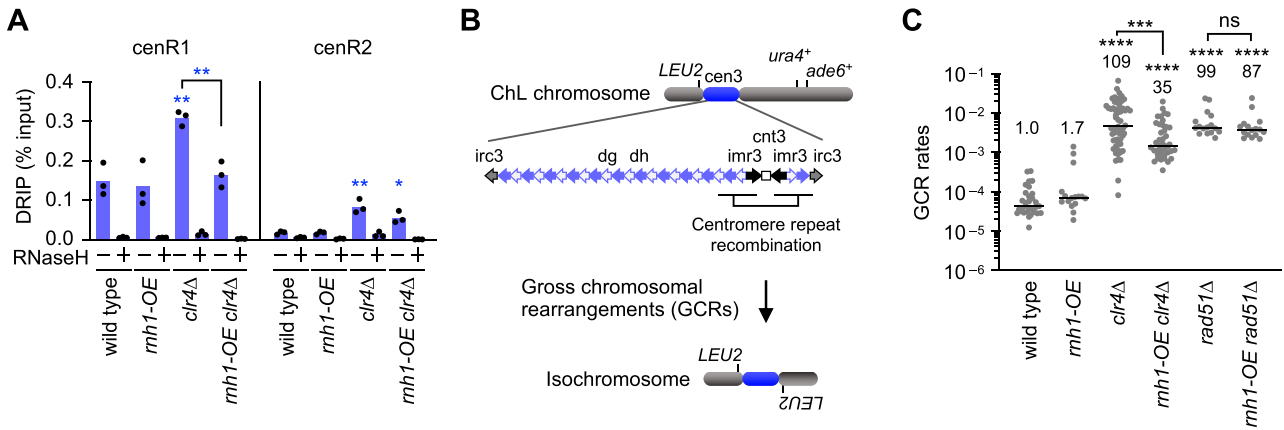 A
cenR1
cenR2
DRIP (% input)
0.4
0.3
0.2
0.1
0.0
**
**
**
*
RNaseH
− + − + − + − + − + − + − + − +
wild type
rnh1-OE
clr4Δ
rnh1-OE clr4Δ
wild type
rnh1-OE
clr4Δ
rnh1-OE clr4Δ
B
LEU2
cen3
ura4+
ade6+
ChL chromosome
cnt3
irc3
dg
dh
imr3
imr3
irc3
Centromere repeat
recombination
Gross chromosomal
rearrangements (GCRs)
LEU2
Isochromosome
LEU2
C
GCR rates
10⁻¹
10⁻²
10⁻³
10⁻⁴
10⁻⁵
10⁻⁶
***
ns
**** **** **** ****
1.0
1.7
109
35
99
87
wild type
rnh1-OE
clr4Δ
rnh1-OE clr4Δ
rad51Δ
rnh1-OE rad51Δ